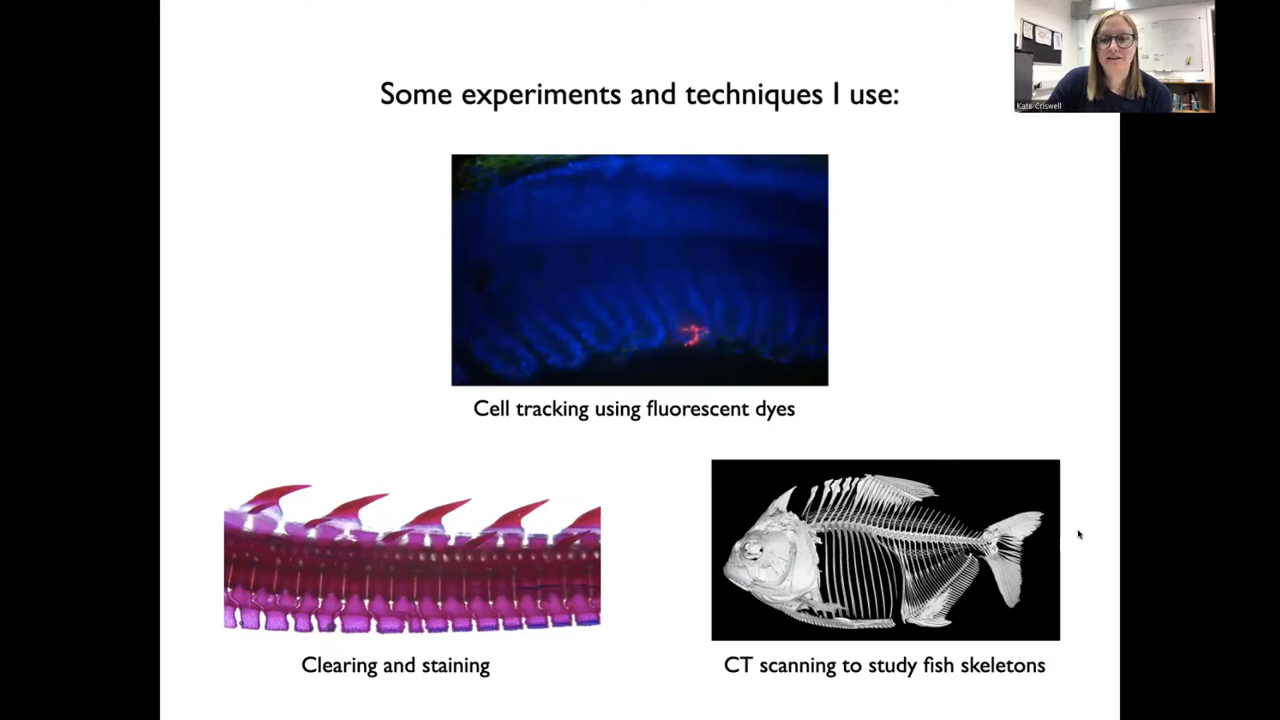 Some experiments and techniques I use:
Kate Criswell
Cell tracking using fluorescent dyes
Clearing and staining
CT scanning to study fish skeletons